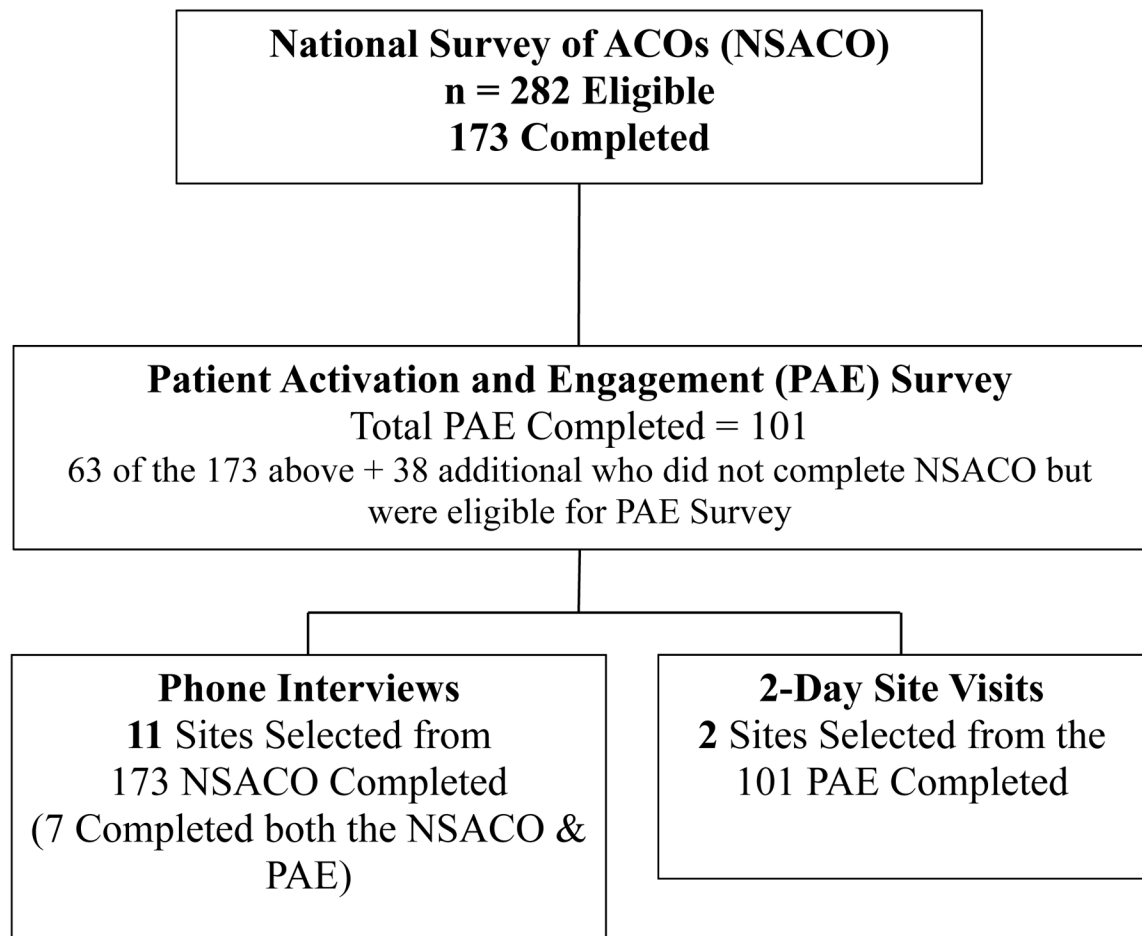 National Survey of ACOs (NSACO)
n = 282 Eligible
173 Completed
Patient Activation and Engagement (PAE) Survey
Total PAE Completed = 101
63 of the 173 above + 38 additional who did not complete NSACO but
were eligible for PAE Survey
Phone Interviews
11 Sites Selected from
173 NSACO Completed
(7 Completed both the NSACO &
PAE)
2-Day Site Visits
2 Sites Selected from the
101 PAE Completed